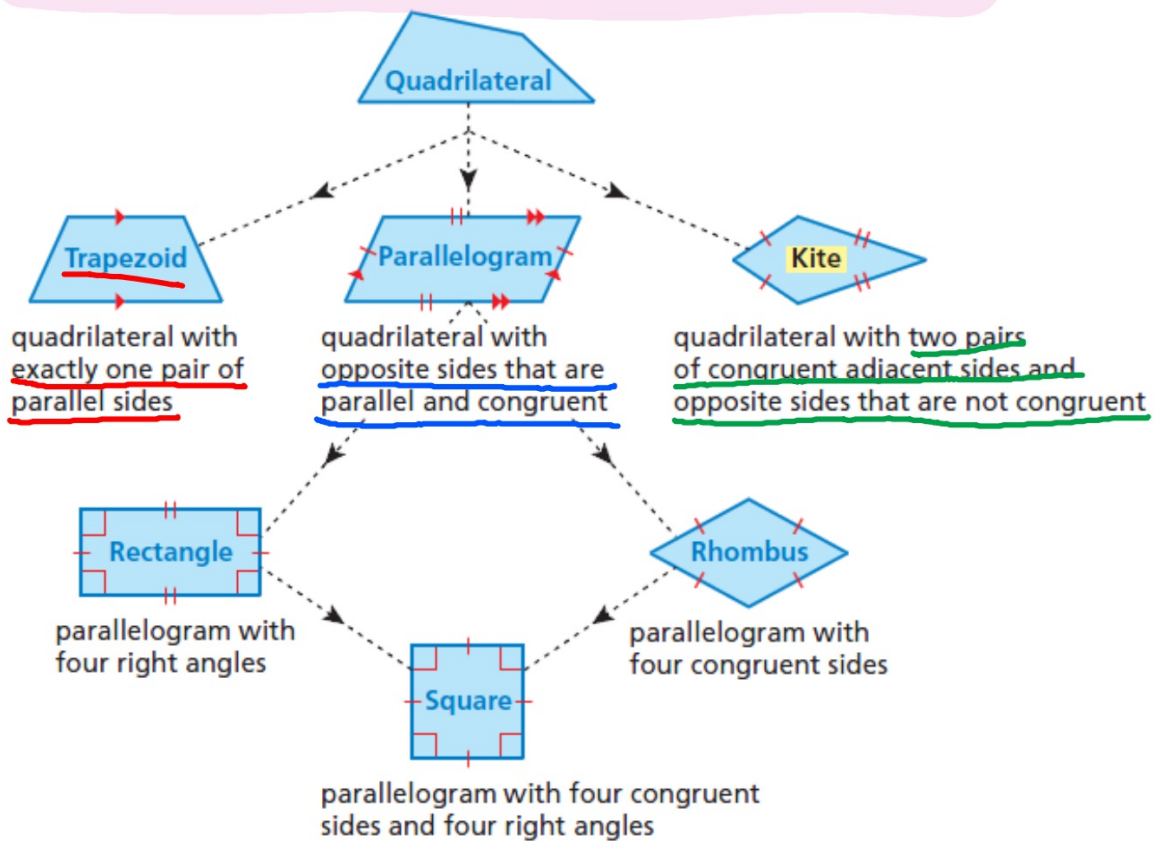 Quadrilateral
Trapezoid
quadrilateral with
exactly one pair of
parallel sides
Parallelogram
quadrilateral with
opposite sides that are
parallel and congruent
Kite
quadrilateral with two pairs
of congruent adjacent sides and
opposite sides that are not congruent
Rectangle
parallelogram with
four right angles
Rhombus
parallelogram with
four congruent sides
Square
parallelogram with four congruent
sides and four right angles